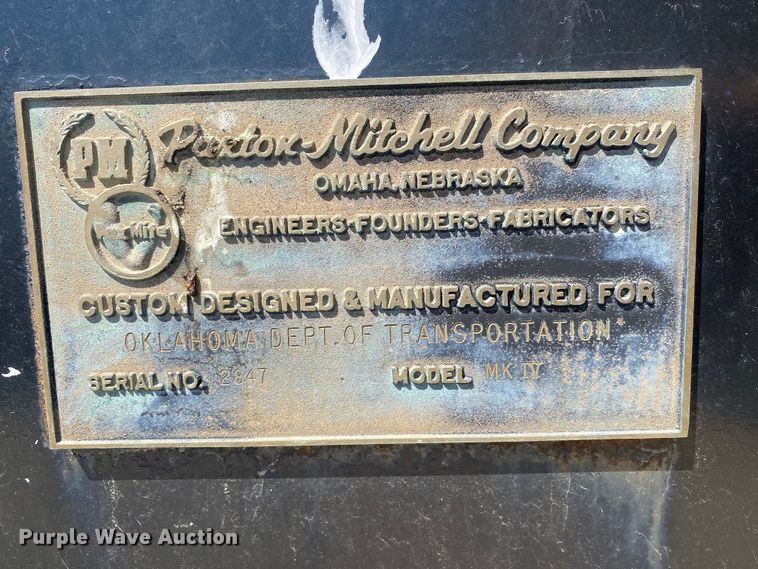 PM
Paxton-Mitchell Company
OMAHA, NEBRASKA
PaxMite
ENGINEERS·FOUNDERS·FABRICATORS
CUSTOM DESIGNED & MANUFACTURED FOR
OKLAHOMA DEPT. OF TRANSPORTATION
SERIAL NO. 2847 MODEL MK IV
Purple Wave Auction